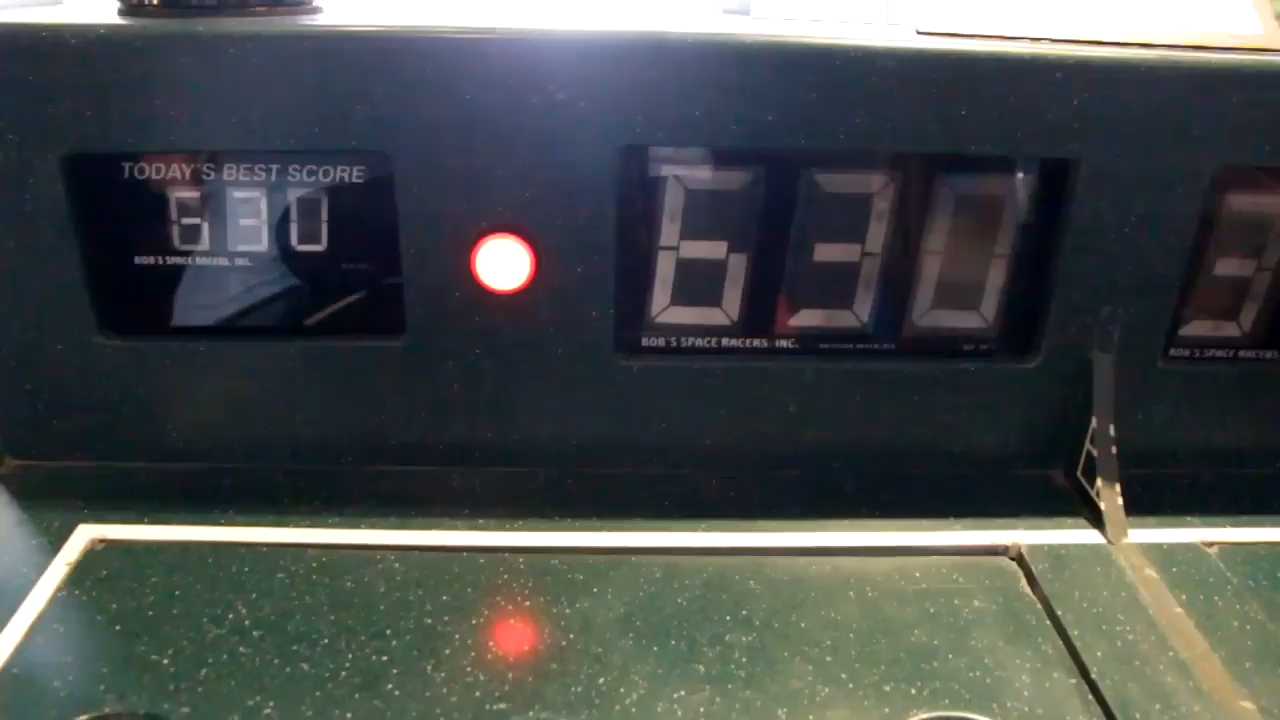 TODAY'S BEST SCORE
630
BOB'S SPACE RACERS, INC.
630
BOB'S SPACE RACERS, INC.
BOB'S SPACE RACERS